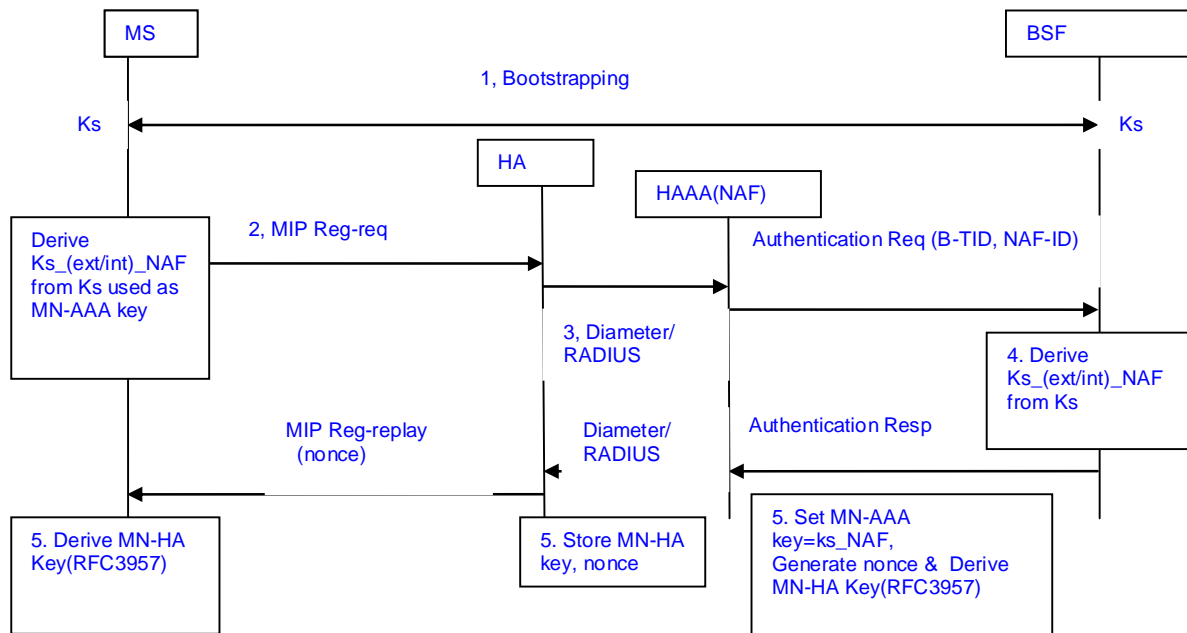 MS
BSF
1, Bootstrapping
Ks
Ks
HA
HAAA(NAF)
Derive
Ks_(ext/int)_NAF
from Ks used as
MN-AAA key
2, MIP Reg-req
Authentication Req (B-TID, NAF-ID)
3, Diameter/
RADIUS
4. Derive
Ks_(ext/int)_NAF
from Ks
MIP Reg-replay
(nonce)
Diameter/
RADIUS
Authentication Resp
5. Derive MN-HA
Key(RFC3957)
5. Store MN-HA
key, nonce
5. Set MN-AAA
key=ks_NAF,
Generate nonce & Derive
MN-HA Key(RFC3957)